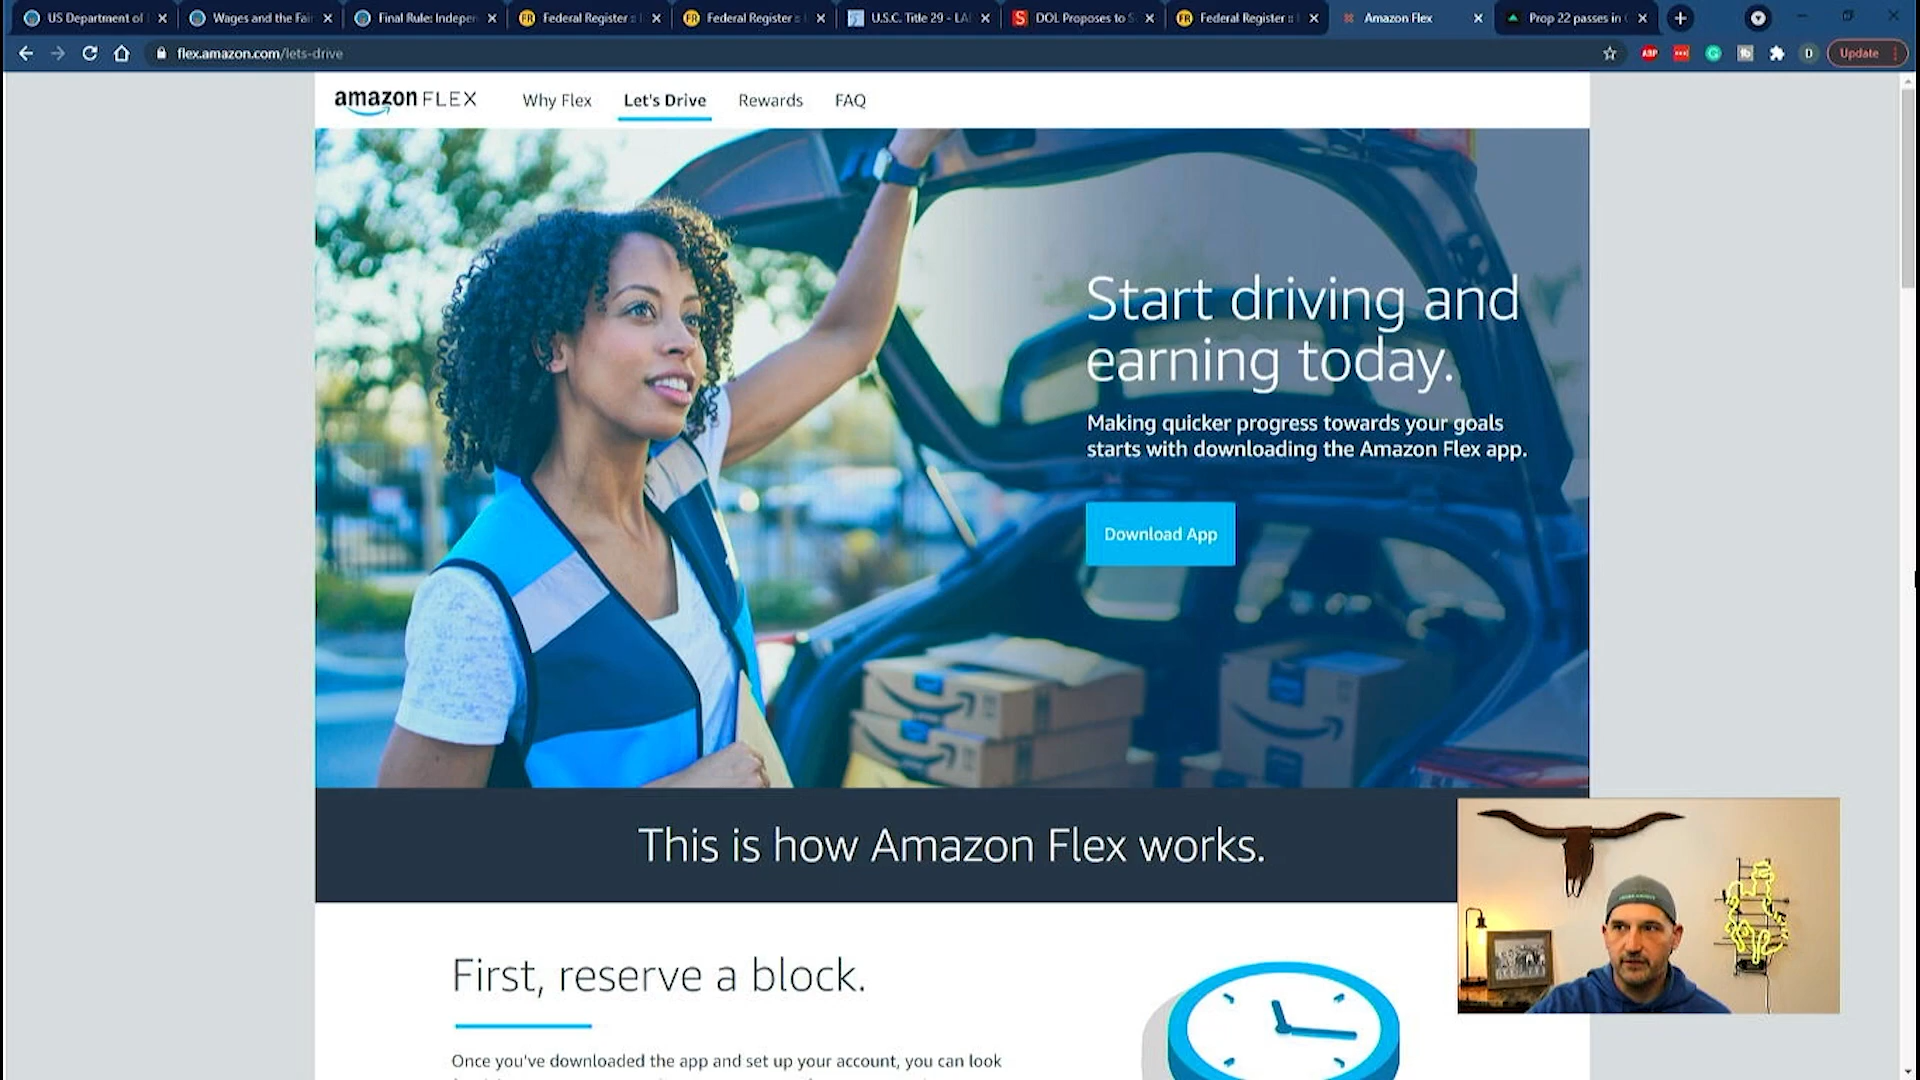 US Department of
Wages and the Fair
Final Rule: Indepen
Federal Register ::
Federal Register ::
U.S.C. Title 29 - LA
DOL Proposes to
Federal Register ::
Amazon Flex
Prop 22 passes in
flex.amazon.com/lets-drive
ABP
Update
amazon FLEX
Why Flex
Let's Drive
Rewards
FAQ
Start driving and
earning today.
Making quicker progress towards your goals
starts with downloading the Amazon Flex app.
Download App
This is how Amazon Flex works.
First, reserve a block.
Once you've downloaded the app and set up your account, you can look